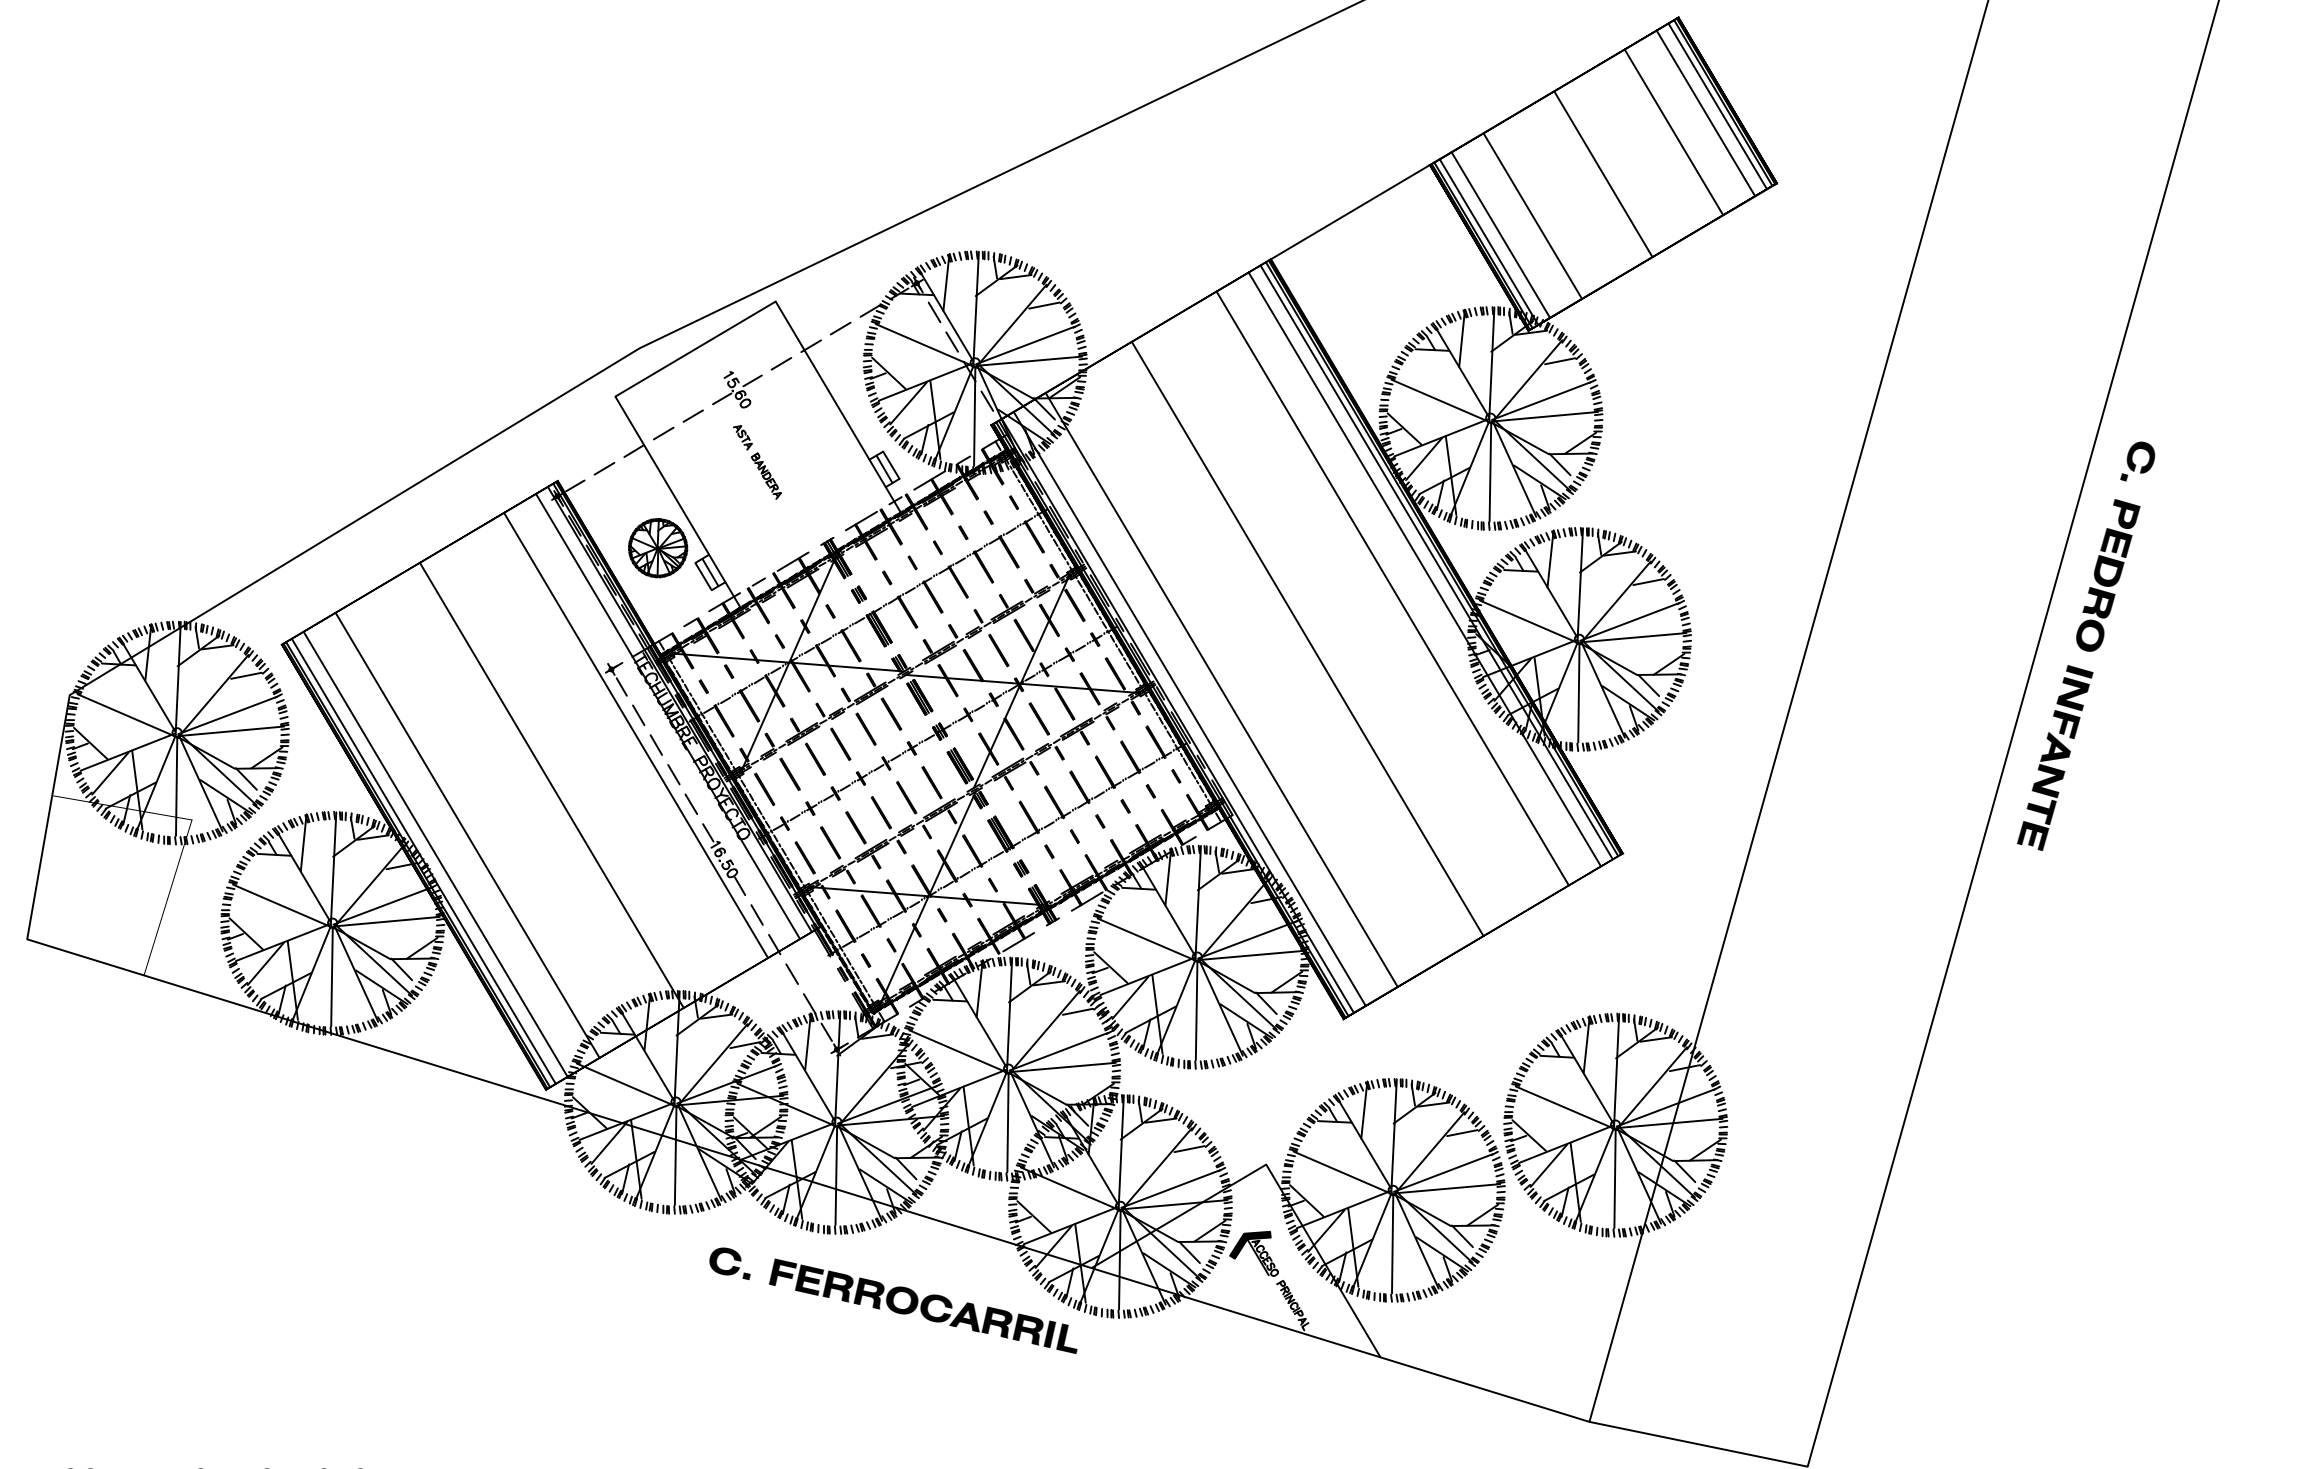 15.60
ASTA BANDERA
TECHUMBRE PROYECTO
16.50
C. PEDRO INFANTE
C. FERROCARRIL
ACCESO PRINCIPAL